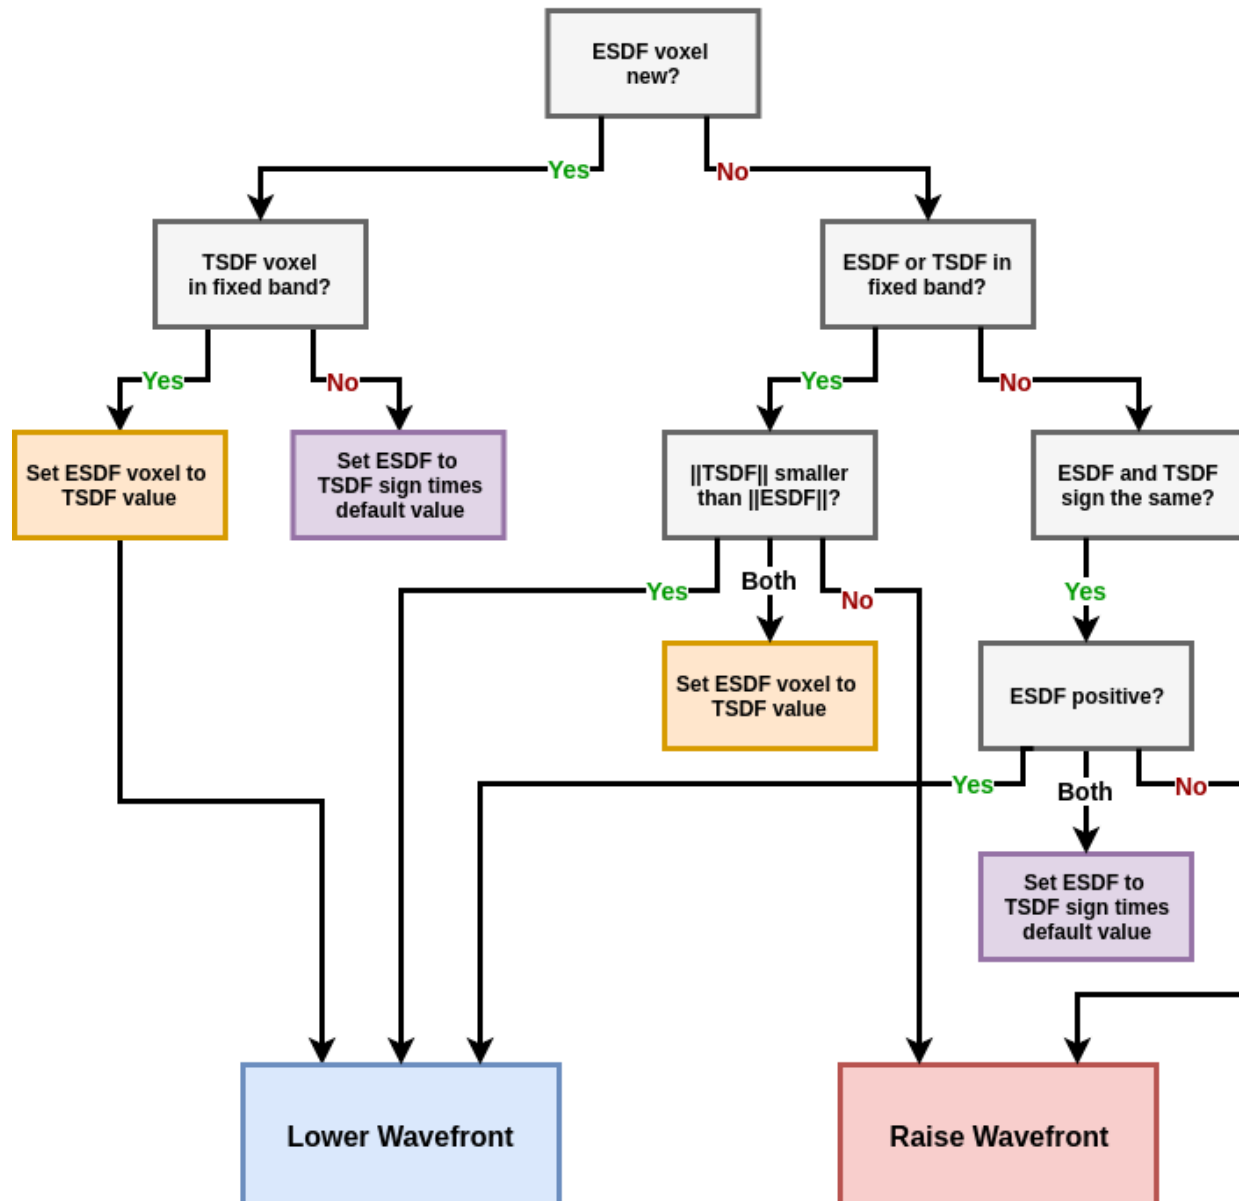 ESDF voxel
new?
Yes
No
TSDF voxel
in fixed band?
ESDF or TSDF in
fixed band?
Yes
No
Yes
No
Set ESDF voxel to
TSDF value
Set ESDF to
TSDF sign times
default value
||TSDF|| smaller
than ||ESDF||?
ESDF and TSDF
sign the same?
Yes
Both
No
Yes
Set ESDF voxel to
TSDF value
ESDF positive?
Yes
Both
No
Set ESDF to
TSDF sign times
default value
Lower Wavefront
Raise Wavefront